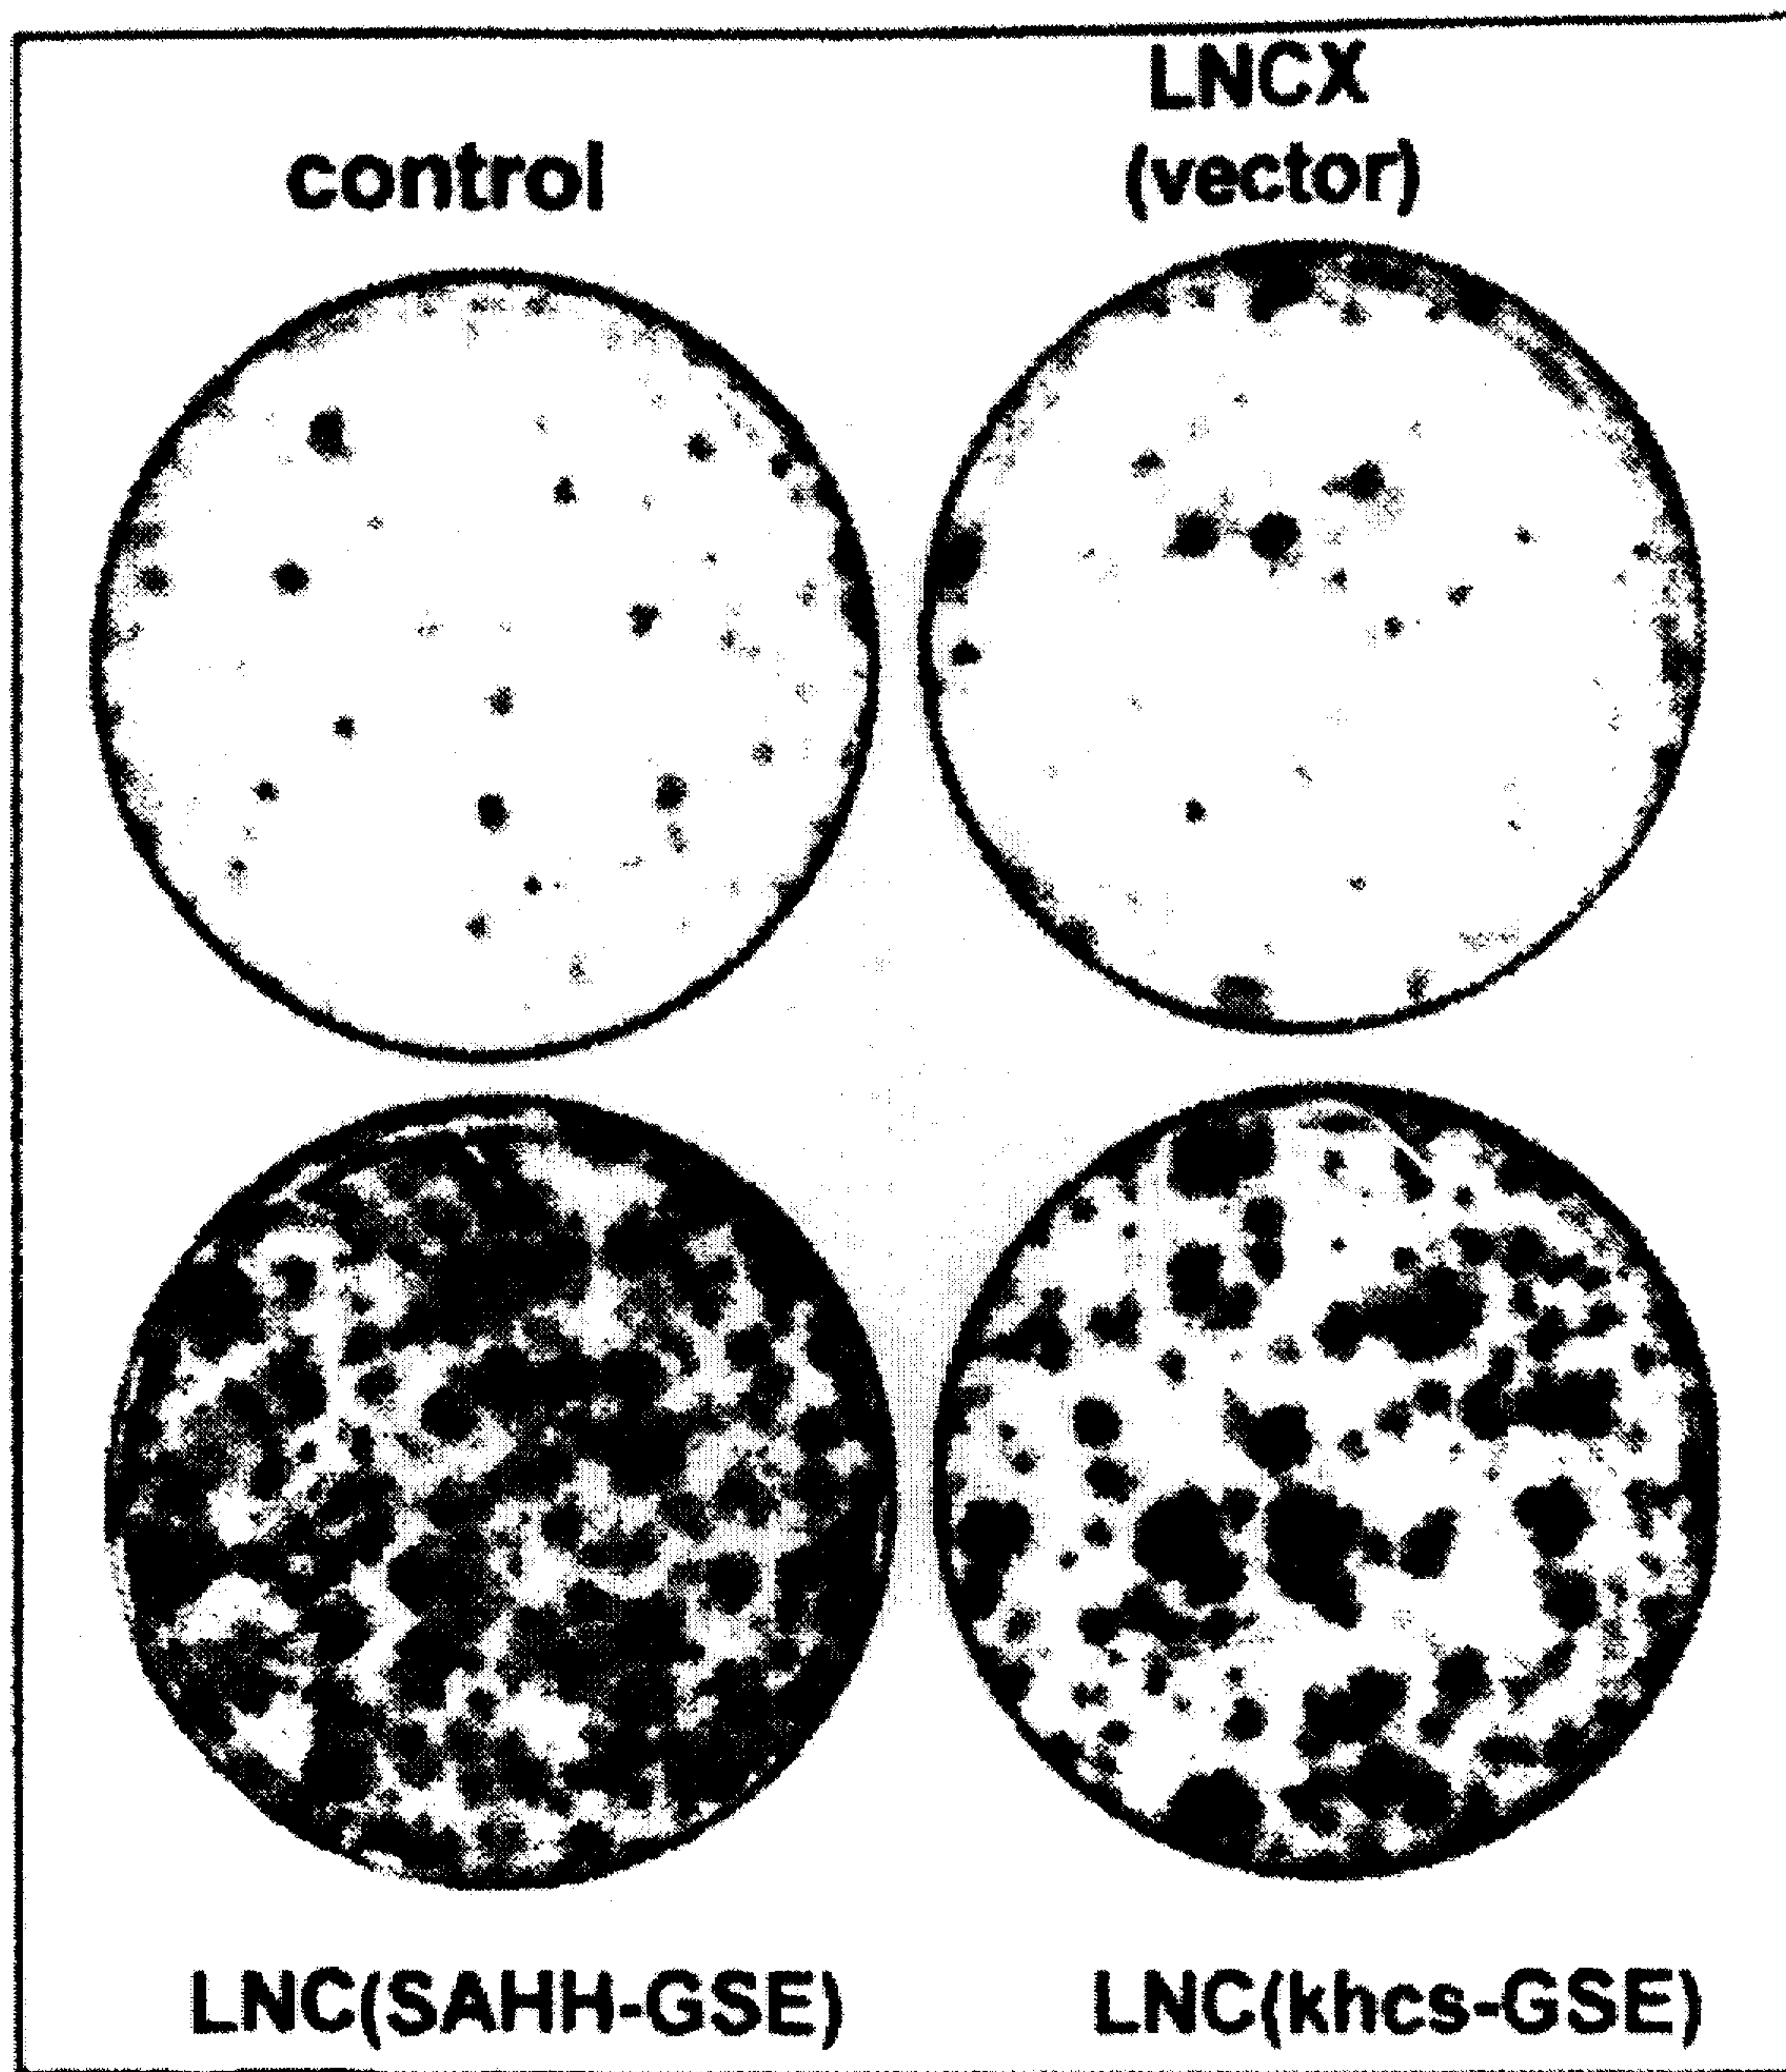 control
LNCX
(vector)
LNC(SAHH-GSE)
LNC(khcs-GSE)